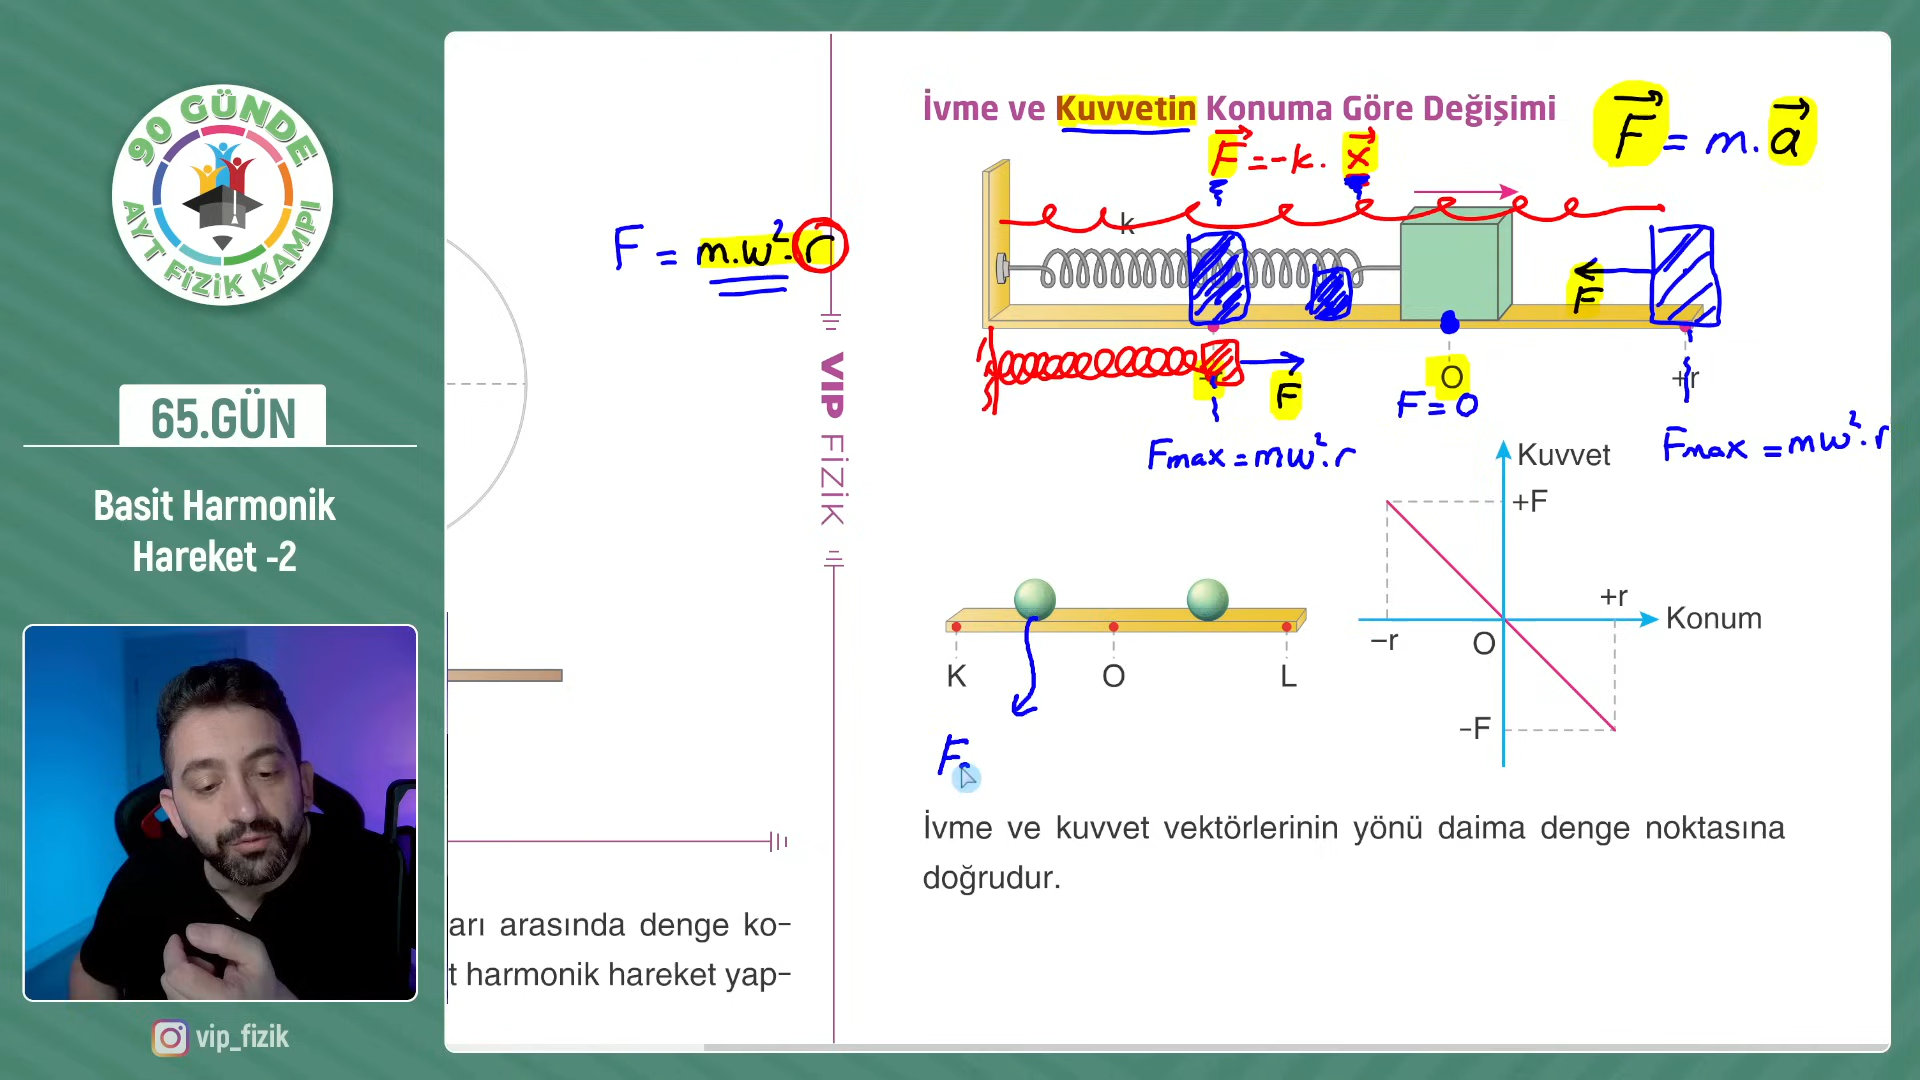 90 GÜNDE
AYT FİZİK KAMPI
65.GÜN
Basit Harmonik
Hareket -2
vip_fizik
F = m.w².r
arı arasında denge ko-
t harmonik hareket yap-
VIP FİZİK
İvme ve Kuvvetin Konuma Göre Değişimi
F = m.a
F = -k.x
k
F
F
O
+r
F = 0
Fmax = mw².r
Fmax = mw².r
Kuvvet
+F
+r
Konum
-r
O
-F
K O L
F
İvme ve kuvvet vektörlerinin yönü daima denge noktasına
doğrudur.